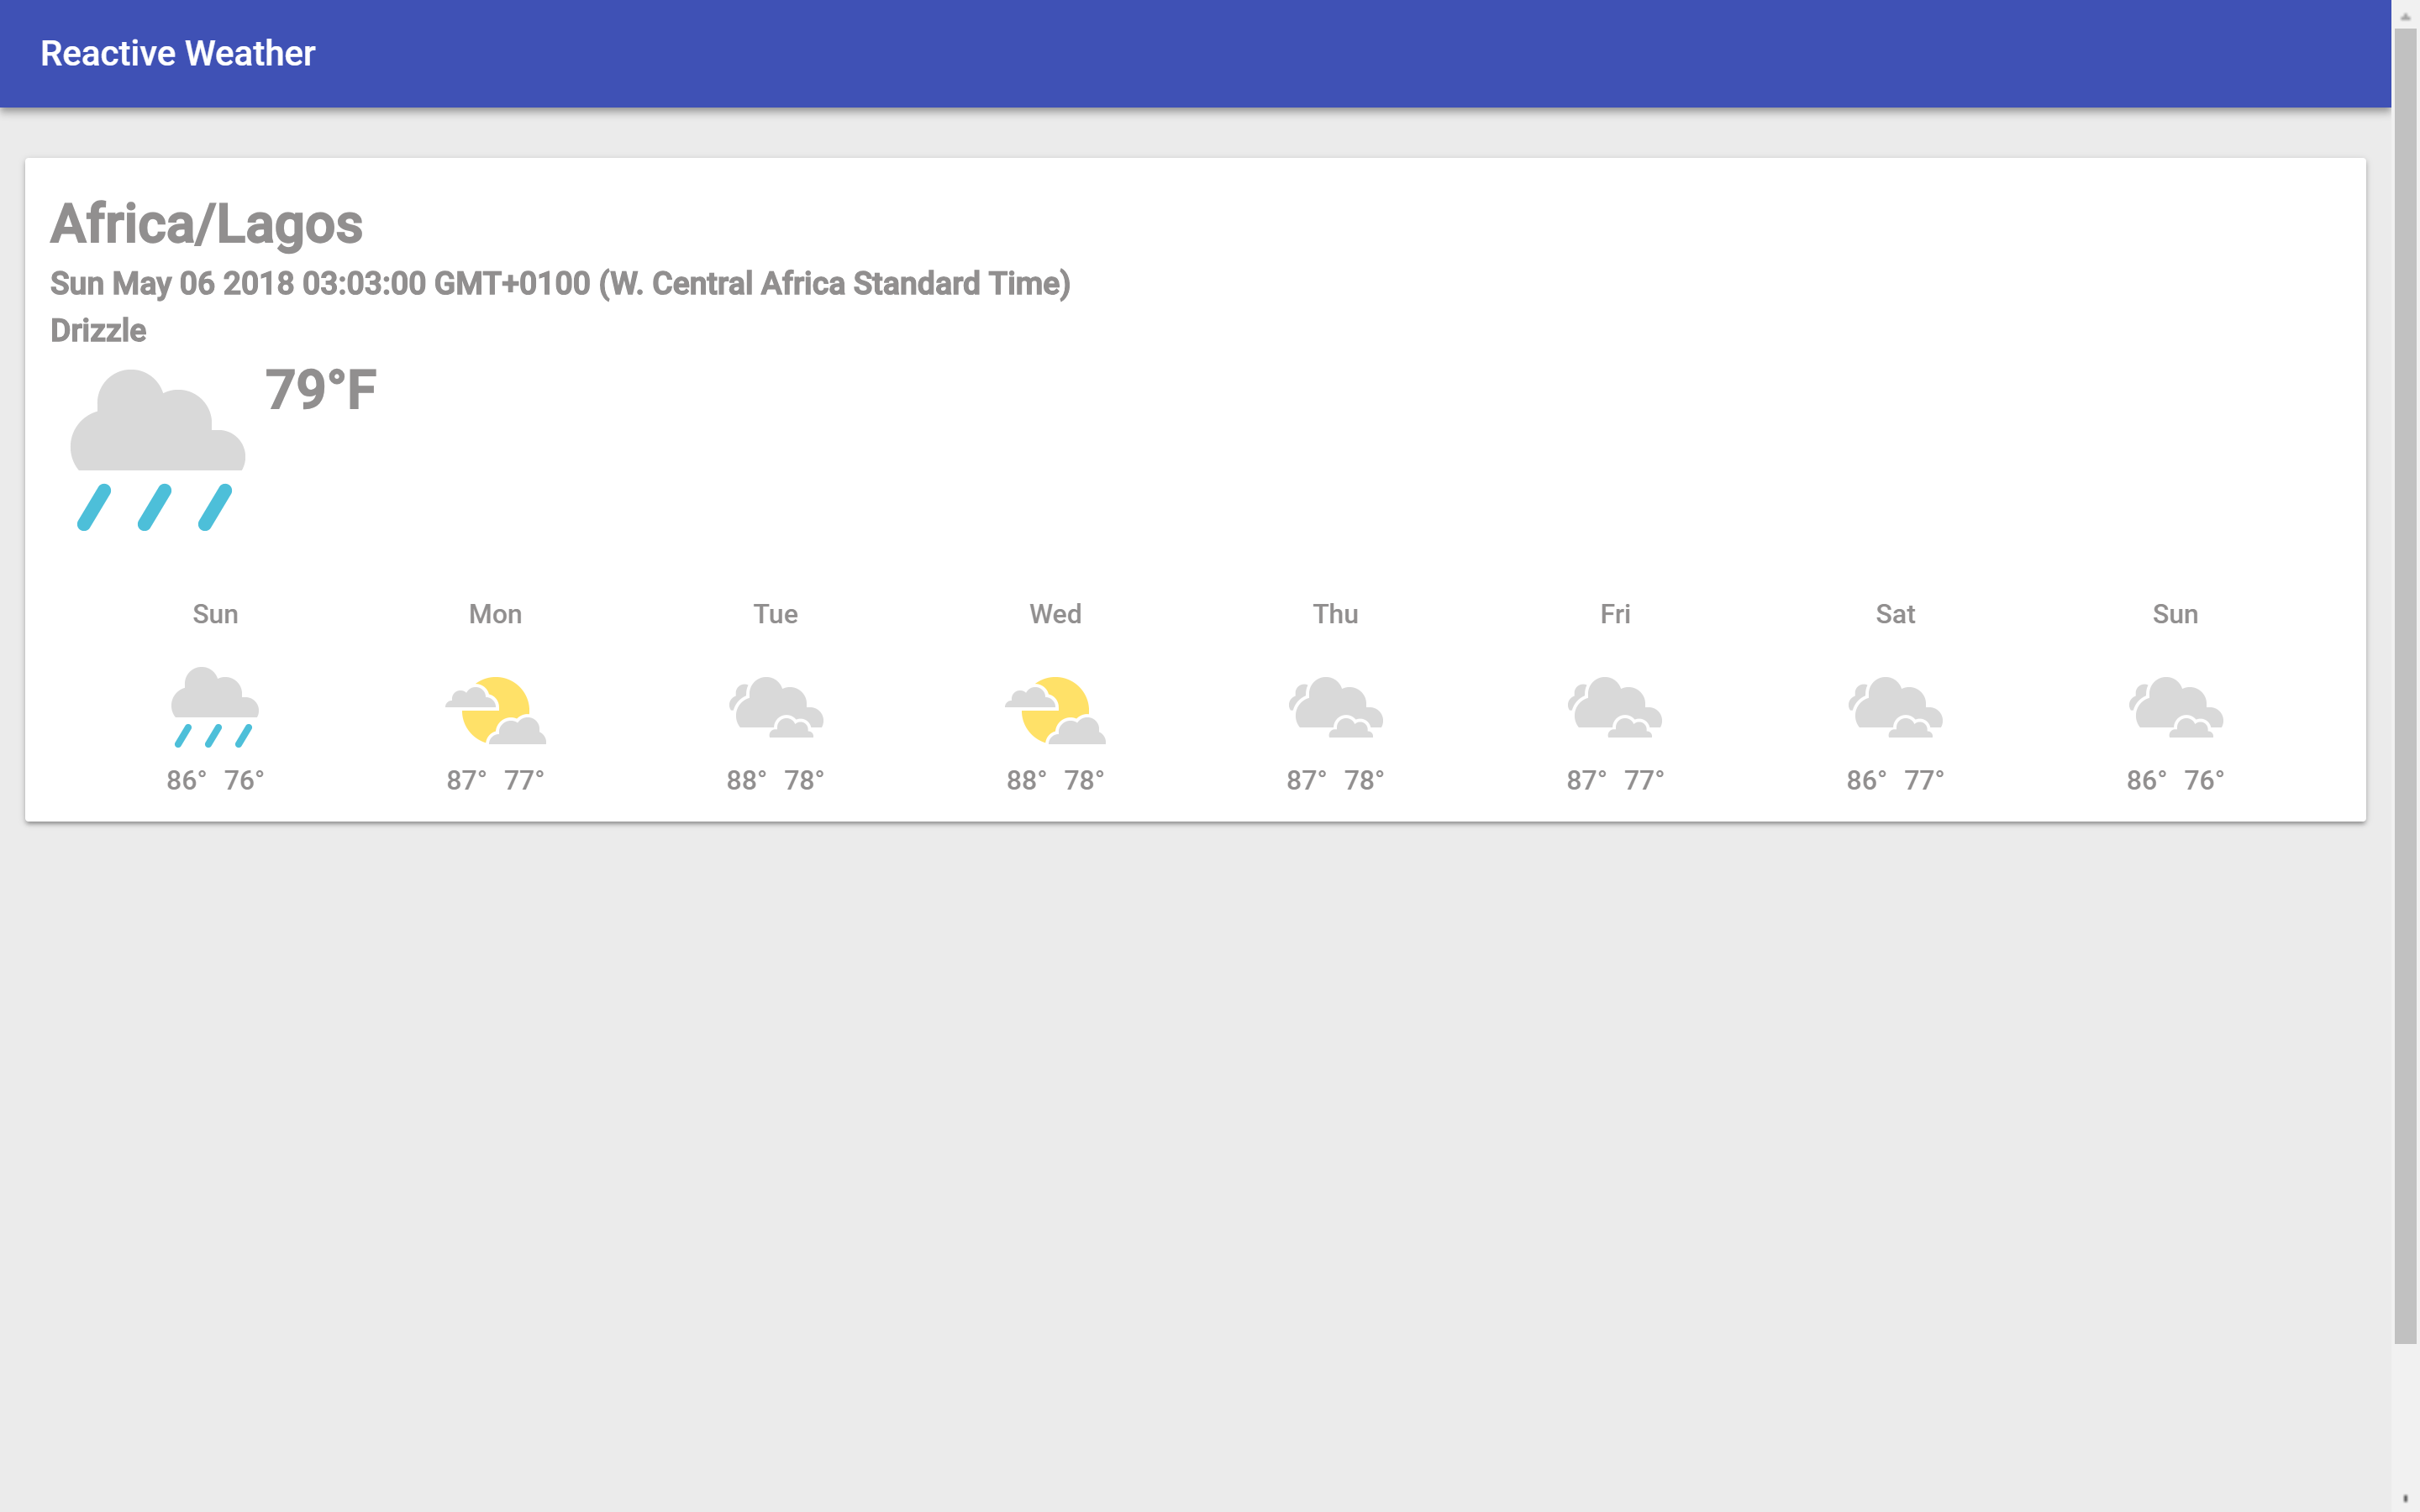 Reactive Weather
Africa/Lagos
Sun May 06 2018 03:03:00 GMT+0100 (W. Central Africa Standard Time)
Drizzle
79°F
Sun Mon Tue Wed Thu Fri Sat Sun
86° 76° 87° 77° 88° 78° 88° 78° 87° 78° 87° 77° 86° 77° 86° 76°